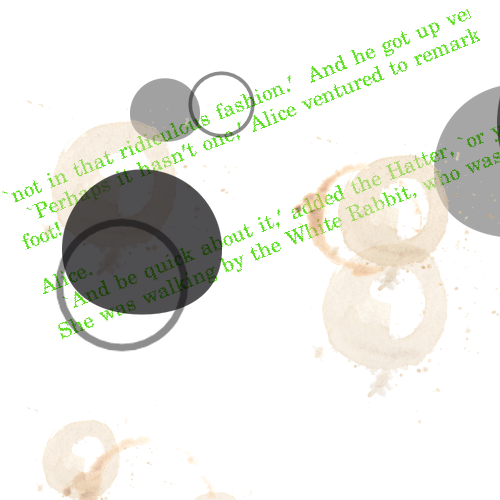 `not in that ridiculous fashion.'  And he got up
`Perhaps it hasn't one,' Alice ventured to remark
foot!
Alice.
`And be quick about it,' added the Hatter, `or
She was walking by the White Rabbit, who was